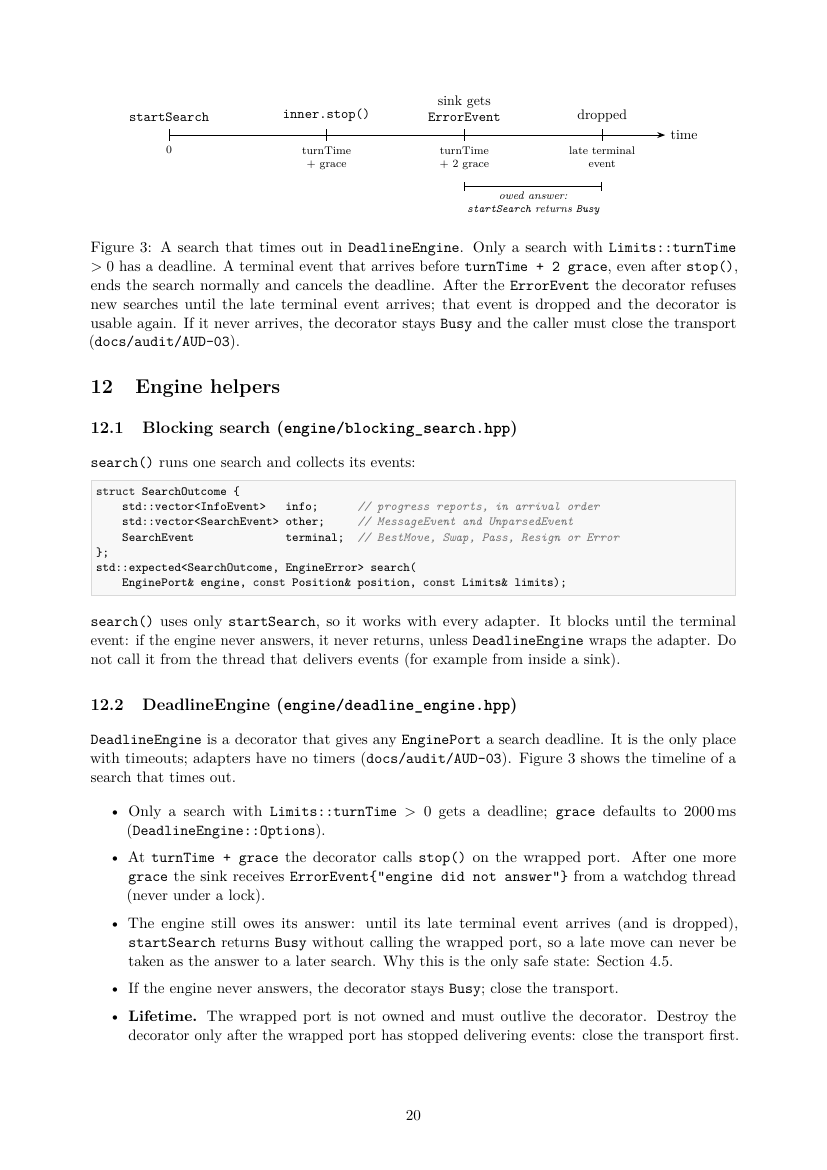 sink gets
startSearch inner.stop() ErrorEvent dropped
time
0 turnTime turnTime late terminal
+ grace + 2 grace event
owed answer:
startSearch returns Busy
Figure 3: A search that times out in DeadlineEngine. Only a search with Limits::turnTime
> 0 has a deadline. A terminal event that arrives before turnTime + 2 grace, even after stop(),
ends the search normally and cancels the deadline. After the ErrorEvent the decorator refuses
new searches until the late terminal event arrives; that event is dropped and the decorator is
usable again. If it never arrives, the decorator stays Busy and the caller must close the transport
(docs/audit/AUD-03).
12 Engine helpers
12.1 Blocking search (engine/blocking_search.hpp)
search() runs one search and collects its events:
struct SearchOutcome {
    std::vector<InfoEvent>   info;      // progress reports, in arrival order
    std::vector<SearchEvent> other;     // MessageEvent and UnparsedEvent
    SearchEvent              terminal;  // BestMove, Swap, Pass, Resign or Error
};
std::expected<SearchOutcome, EngineError> search(
    EnginePort& engine, const Position& position, const Limits& limits);
search() uses only startSearch, so it works with every adapter. It blocks until the terminal
event: if the engine never answers, it never returns, unless DeadlineEngine wraps the adapter. Do
not call it from the thread that delivers events (for example from inside a sink).
12.2 DeadlineEngine (engine/deadline_engine.hpp)
DeadlineEngine is a decorator that gives any EnginePort a search deadline. It is the only place
with timeouts; adapters have no timers (docs/audit/AUD-03). Figure 3 shows the timeline of a
search that times out.
• Only a search with Limits::turnTime > 0 gets a deadline; grace defaults to 2000 ms
(DeadlineEngine::Options).
• At turnTime + grace the decorator calls stop() on the wrapped port. After one more
grace the sink receives ErrorEvent{"engine did not answer"} from a watchdog thread
(never under a lock).
• The engine still owes its answer: until its late terminal event arrives (and is dropped),
startSearch returns Busy without calling the wrapped port, so a late move can never be
taken as the answer to a later search. Why this is the only safe state: Section 4.5.
• If the engine never answers, the decorator stays Busy; close the transport.
• Lifetime. The wrapped port is not owned and must outlive the decorator. Destroy the
decorator only after the wrapped port has stopped delivering events: close the transport first.
20